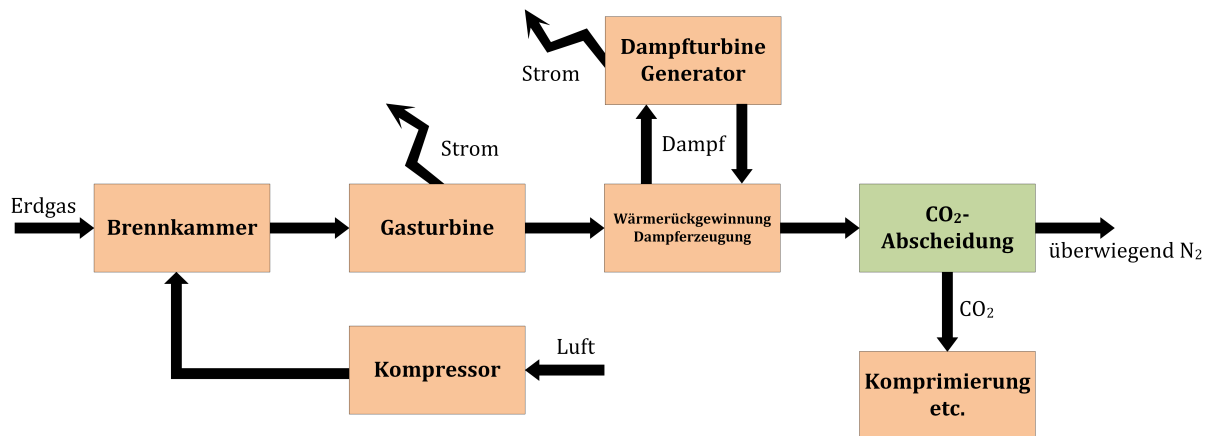 Dampfturbine
Generator
Strom
Strom
Dampf
Erdgas
Brennkammer
Gasturbine
Wärmerückgewinnung
Dampferzeugung
CO₂-
Abscheidung
überwiegend N₂
CO₂
Luft
Kompressor
Komprimierung
etc.